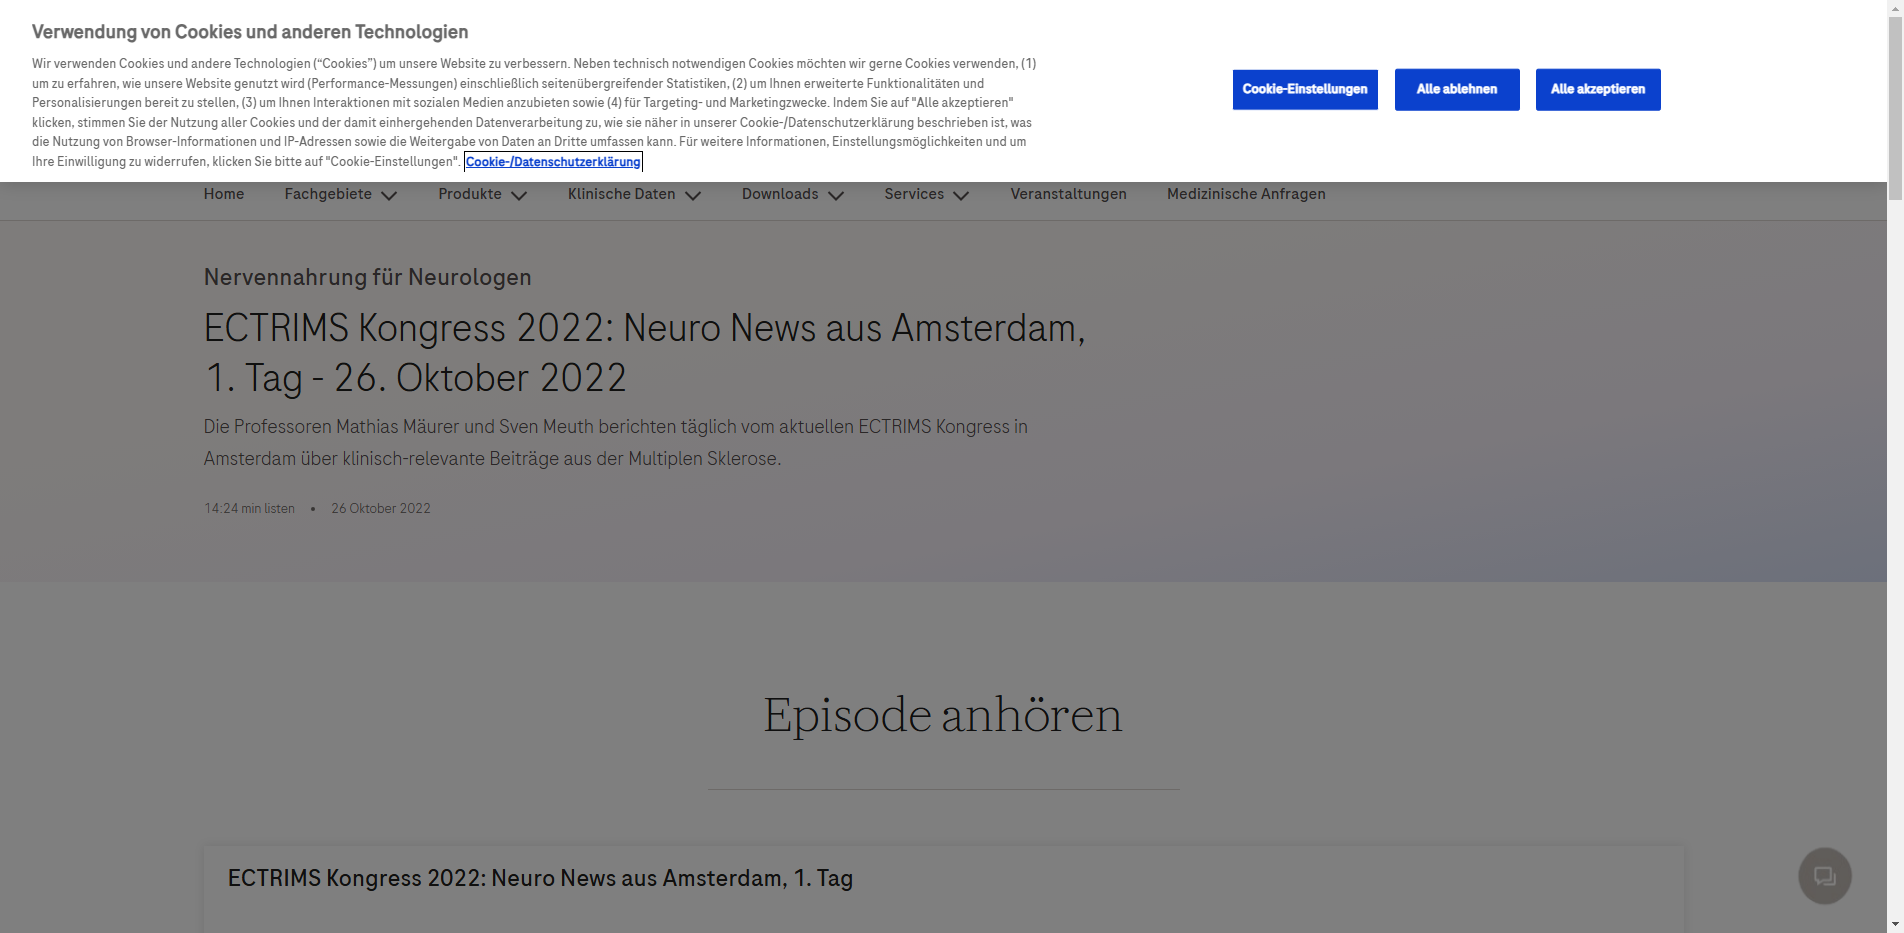 Verwendung von Cookies und anderen Technologien
Wir verwenden Cookies und andere Technologien (“Cookies”) um unsere Website zu verbessern. Neben technisch notwendigen Cookies möchten wir gerne Cookies verwenden, (1)
um zu erfahren, wie unsere Website genutzt wird (Performance-Messungen) einschließlich seitenübergreifender Statistiken, (2) um Ihnen erweiterte Funktionalitäten und
Personalisierungen bereit zu stellen, (3) um Ihnen Interaktionen mit sozialen Medien anzubieten sowie (4) für Targeting- und Marketingzwecke. Indem Sie auf "Alle akzeptieren"
klicken, stimmen Sie der Nutzung aller Cookies und der damit einhergehenden Datenverarbeitung zu, wie sie näher in unserer Cookie-/Datenschutzerklärung beschrieben ist, was
die Nutzung von Browser-Informationen und IP-Adressen sowie die Weitergabe von Daten an Dritte umfassen kann. Für weitere Informationen, Einstellungsmöglichkeiten und um
Ihre Einwilligung zu widerrufen, klicken Sie bitte auf "Cookie-Einstellungen". Cookie-/Datenschutzerklärung
Cookie-Einstellungen Alle ablehnen Alle akzeptieren
Home Fachgebiete Produkte Klinische Daten Downloads Services Veranstaltungen Medizinische Anfragen
Nervennahrung für Neurologen
ECTRIMS Kongress 2022: Neuro News aus Amsterdam,
1. Tag - 26. Oktober 2022
Die Professoren Mathias Mäurer und Sven Meuth berichten täglich vom aktuellen ECTRIMS Kongress in
Amsterdam über klinisch-relevante Beiträge aus der Multiplen Sklerose.
14:24 min listen • 26 Oktober 2022
Episode anhören
ECTRIMS Kongress 2022: Neuro News aus Amsterdam, 1. Tag